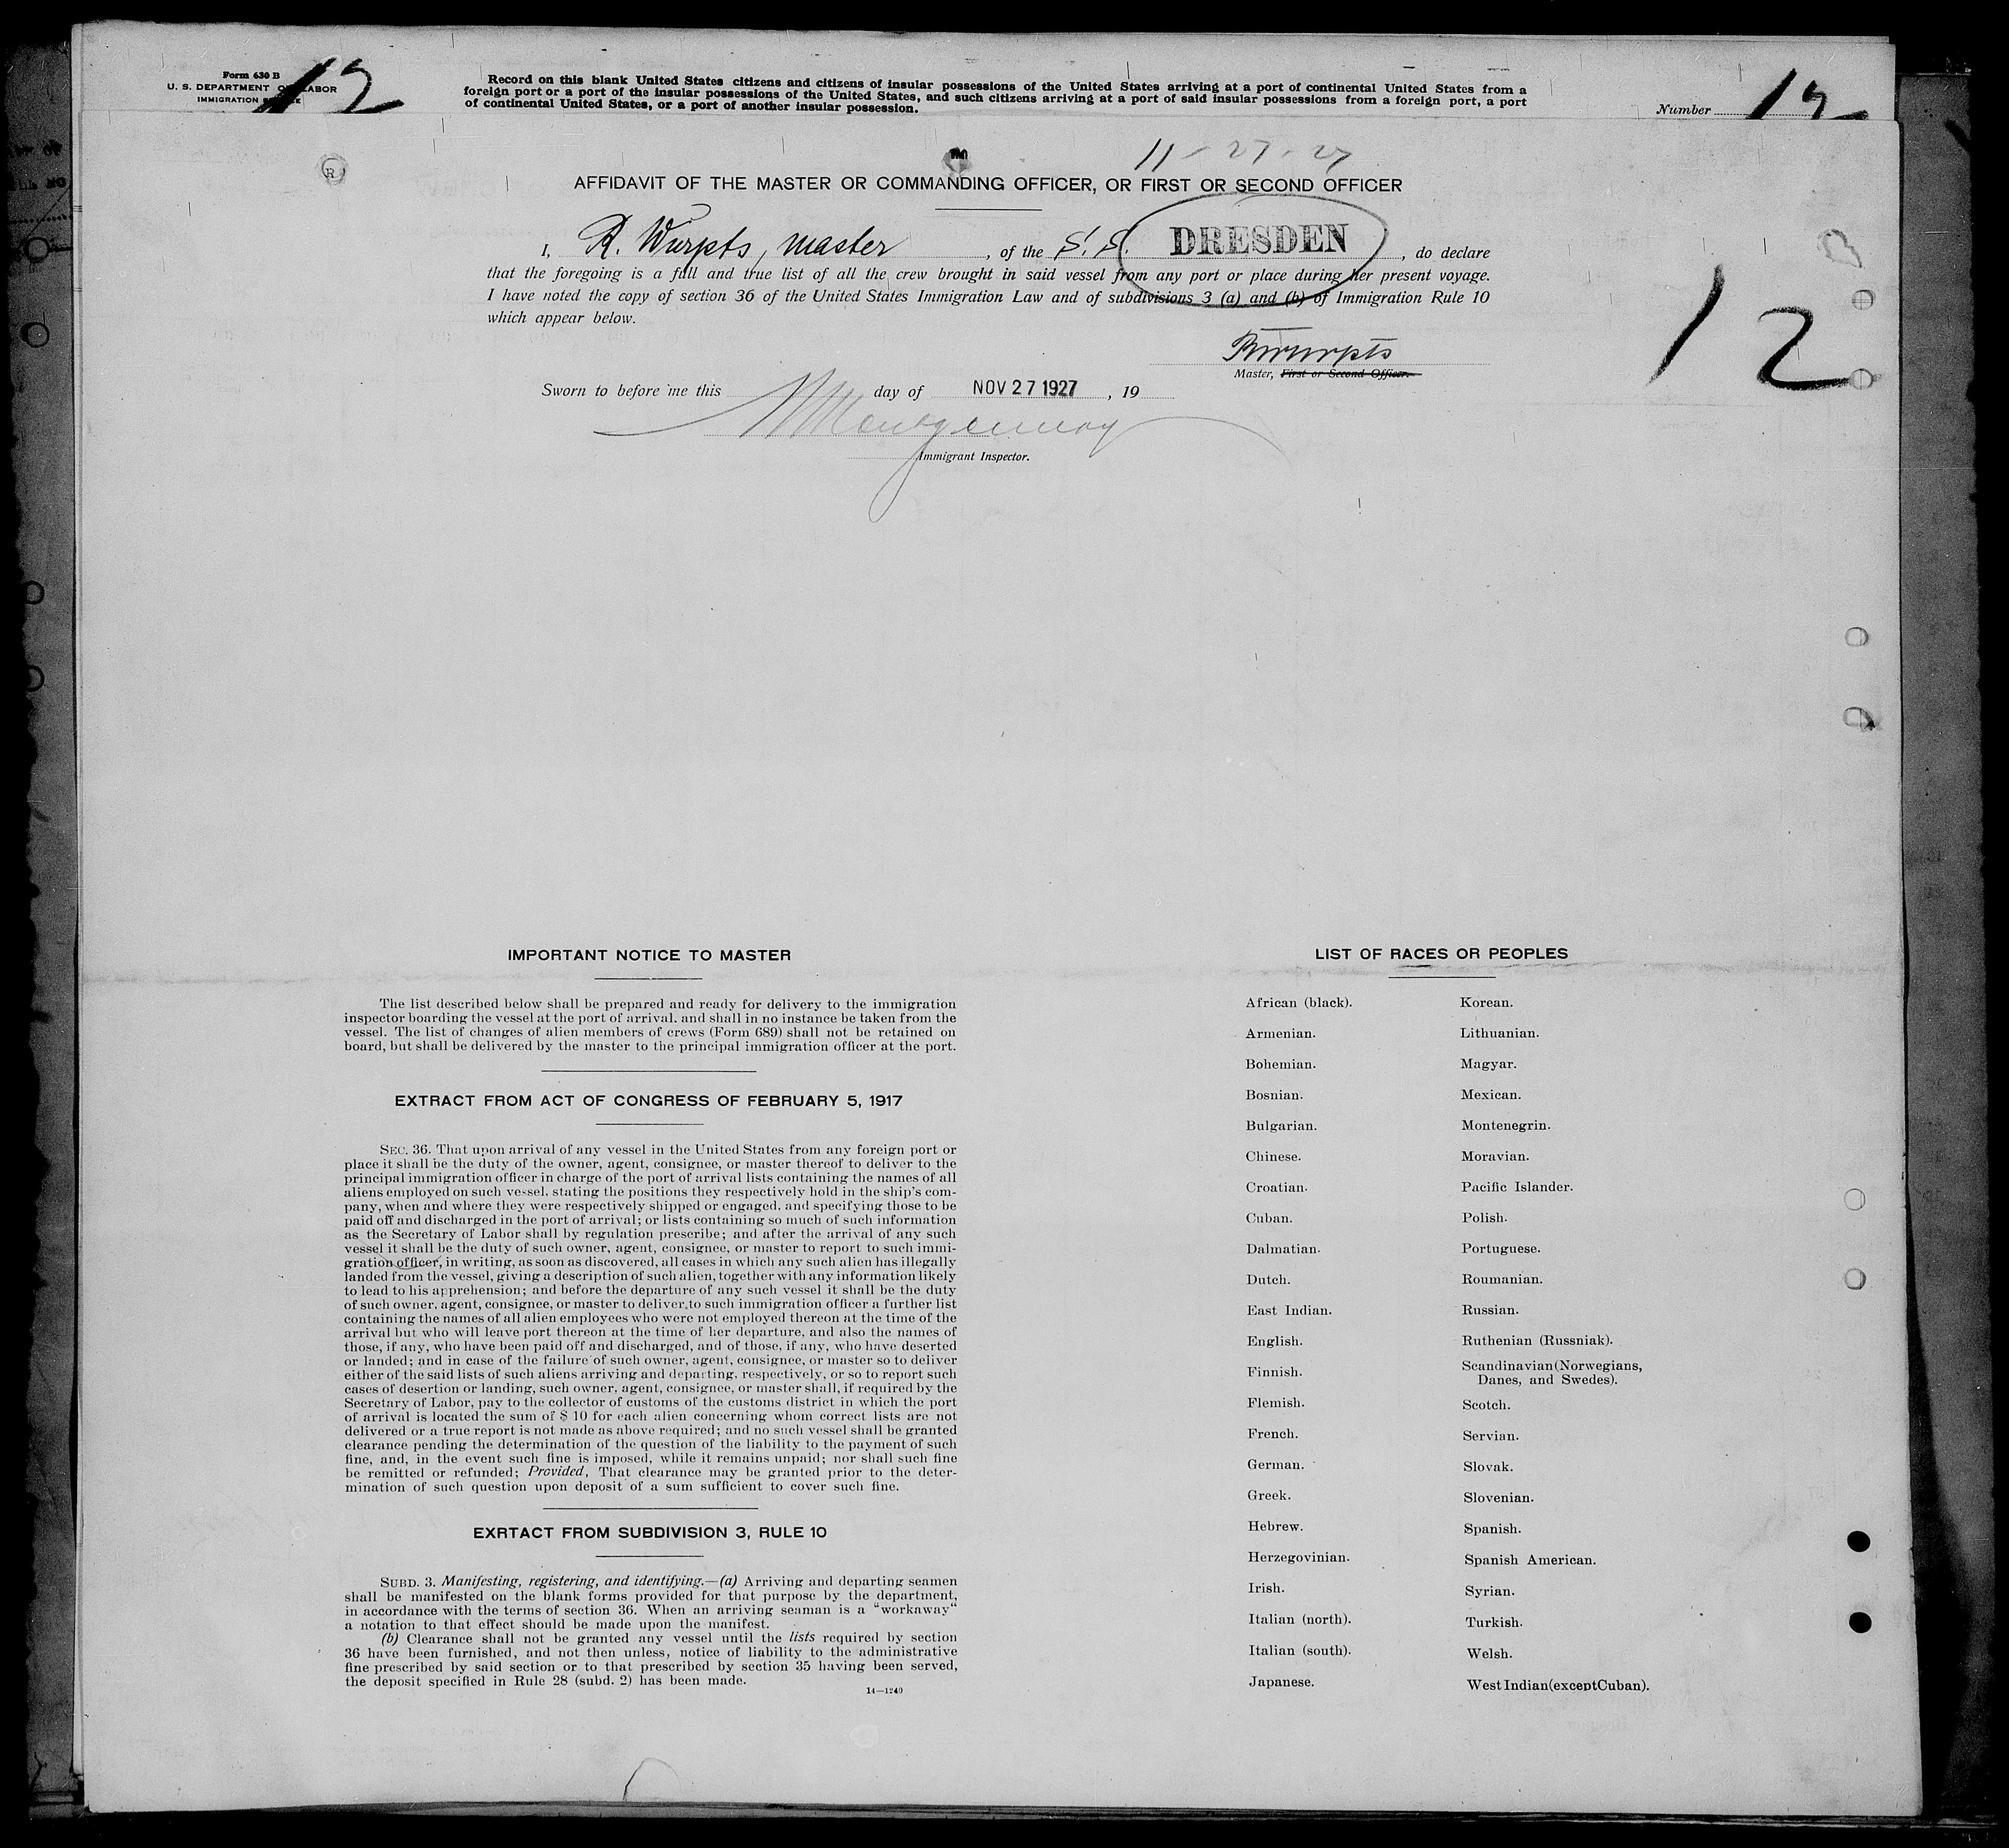 Form 630 B
U. S. DEPARTMENT OF LABOR
IMMIGRATION
12
Record on this blank United States citizens and citizens of insular possessions of the United States arriving at a port of continental United States from a
foreign port or a port of the insular possessions of the United States, and such citizens arriving at a port of said insular possessions from a foreign port, a port
of continental United States, or a port of another insular possession.
Number 12
R
11-27-27
AFFIDAVIT OF THE MASTER OR COMMANDING OFFICER, OR FIRST OR SECOND OFFICER
I, R. Wurpts, master, of the S. S. DRESDEN, do declare
that the foregoing is a full and true list of all the crew brought in said vessel from any port or place during her present voyage.
I have noted the copy of section 36 of the United States Immigration Law and of subdivisions 3 (a) and (b) of Immigration Rule 10
which appear below.
12
R Wurpts
Master, First or Second Officer.
Sworn to before me this day of NOV 27 1927, 19
Immigrant Inspector.
IMPORTANT NOTICE TO MASTER
The list described below shall be prepared and ready for delivery to the immigration
inspector boarding the vessel at the port of arrival. and shall in no instance be taken from the
vessel. The list of changes of alien members of crews (Form 689) shall not be retained on
board, but shall be delivered by the master to the principal immigration officer at the port.
EXTRACT FROM ACT OF CONGRESS OF FEBRUARY 5, 1917
SEC. 36. That upon arrival of any vessel in the United States from any foreign port or
place it shall be the duty of the owner, agent, consignee, or master thereof to deliver to the
principal immigration officer in charge of the port of arrival lists containing the names of all
aliens employed on such vessel, stating the positions they respectively hold in the ship's com-
pany, when and where they were respectively shipped or engaged, and specifying those to be
paid off and discharged in the port of arrival; or lists containing so much of such information
as the Secretary of Labor shall by regulation prescribe; and after the arrival of any such
vessel it shall be the duty of such owner, agent, consignee, or master to report to such immi-
gration officer, in writing, as soon as discovered, all cases in which any such alien has illegally
landed from the vessel, giving a description of such alien, together with any information likely
to lead to his apprehension; and before the departure of any such vessel it shall be the duty
of such owner, agent, consignee, or master to deliver to such immigration officer a further list
containing the names of all alien employees who were not employed thereon at the time of the
arrival but who will leave port thereon at the time of her departure, and also the names of
those, if any, who have been paid off and discharged, and of those, if any, who have deserted
or landed; and in case of the failure of such owner, agent, consignee, or master so to deliver
either of the said lists of such aliens arriving and departing, respectively, or so to report such
cases of desertion or landing, such owner, agent, consignee, or master shall, if required by the
Secretary of Labor, pay to the collector of customs of the customs district in which the port
of arrival is located the sum of $ 10 for each alien concerning whom correct lists are not
delivered or a true report is not made as above required; and no such vessel shall be granted
clearance pending the determination of the question of the liability to the payment of such
fine, and, in the event such fine is imposed, while it remains unpaid; nor shall such fine
be remitted or refunded; Provided, That clearance may be granted prior to the deter-
mination of such question upon deposit of a sum sufficient to cover such fine.
EXRTACT FROM SUBDIVISION 3, RULE 10
SUBD. 3. Manifesting, registering, and identifying.—(a) Arriving and departing seamen
shall be manifested on the blank forms provided for that purpose by the department,
in accordance with the terms of section 36. When an arriving seaman is a "workaway"
a notation to that effect should be made upon the manifest.
(b) Clearance shall not be granted any vessel until the lists required by section
36 have been furnished, and not then unless, notice of liability to the administrative
fine prescribed by said section or to that prescribed by section 35 having been served,
the deposit specified in Rule 28 (subd. 2) has been made.
14—1240
LIST OF RACES OR PEOPLES
African (black).
Armenian.
Bohemian.
Bosnian.
Bulgarian.
Chinese.
Croatian.
Cuban.
Dalmatian.
Dutch.
East Indian.
English.
Finnish.
Flemish.
French.
German.
Greek.
Hebrew.
Herzegovinian.
Irish.
Italian (north).
Italian (south).
Japanese.
Korean.
Lithuanian.
Magyar.
Mexican.
Montenegrin.
Moravian.
Pacific Islander.
Polish.
Portuguese.
Roumanian.
Russian.
Ruthenian (Russniak).
Scandinavian (Norwegians,
Danes, and Swedes).
Scotch.
Servian.
Slovak.
Slovenian.
Spanish.
Spanish American.
Syrian.
Turkish.
Welsh.
West Indian (except Cuban).